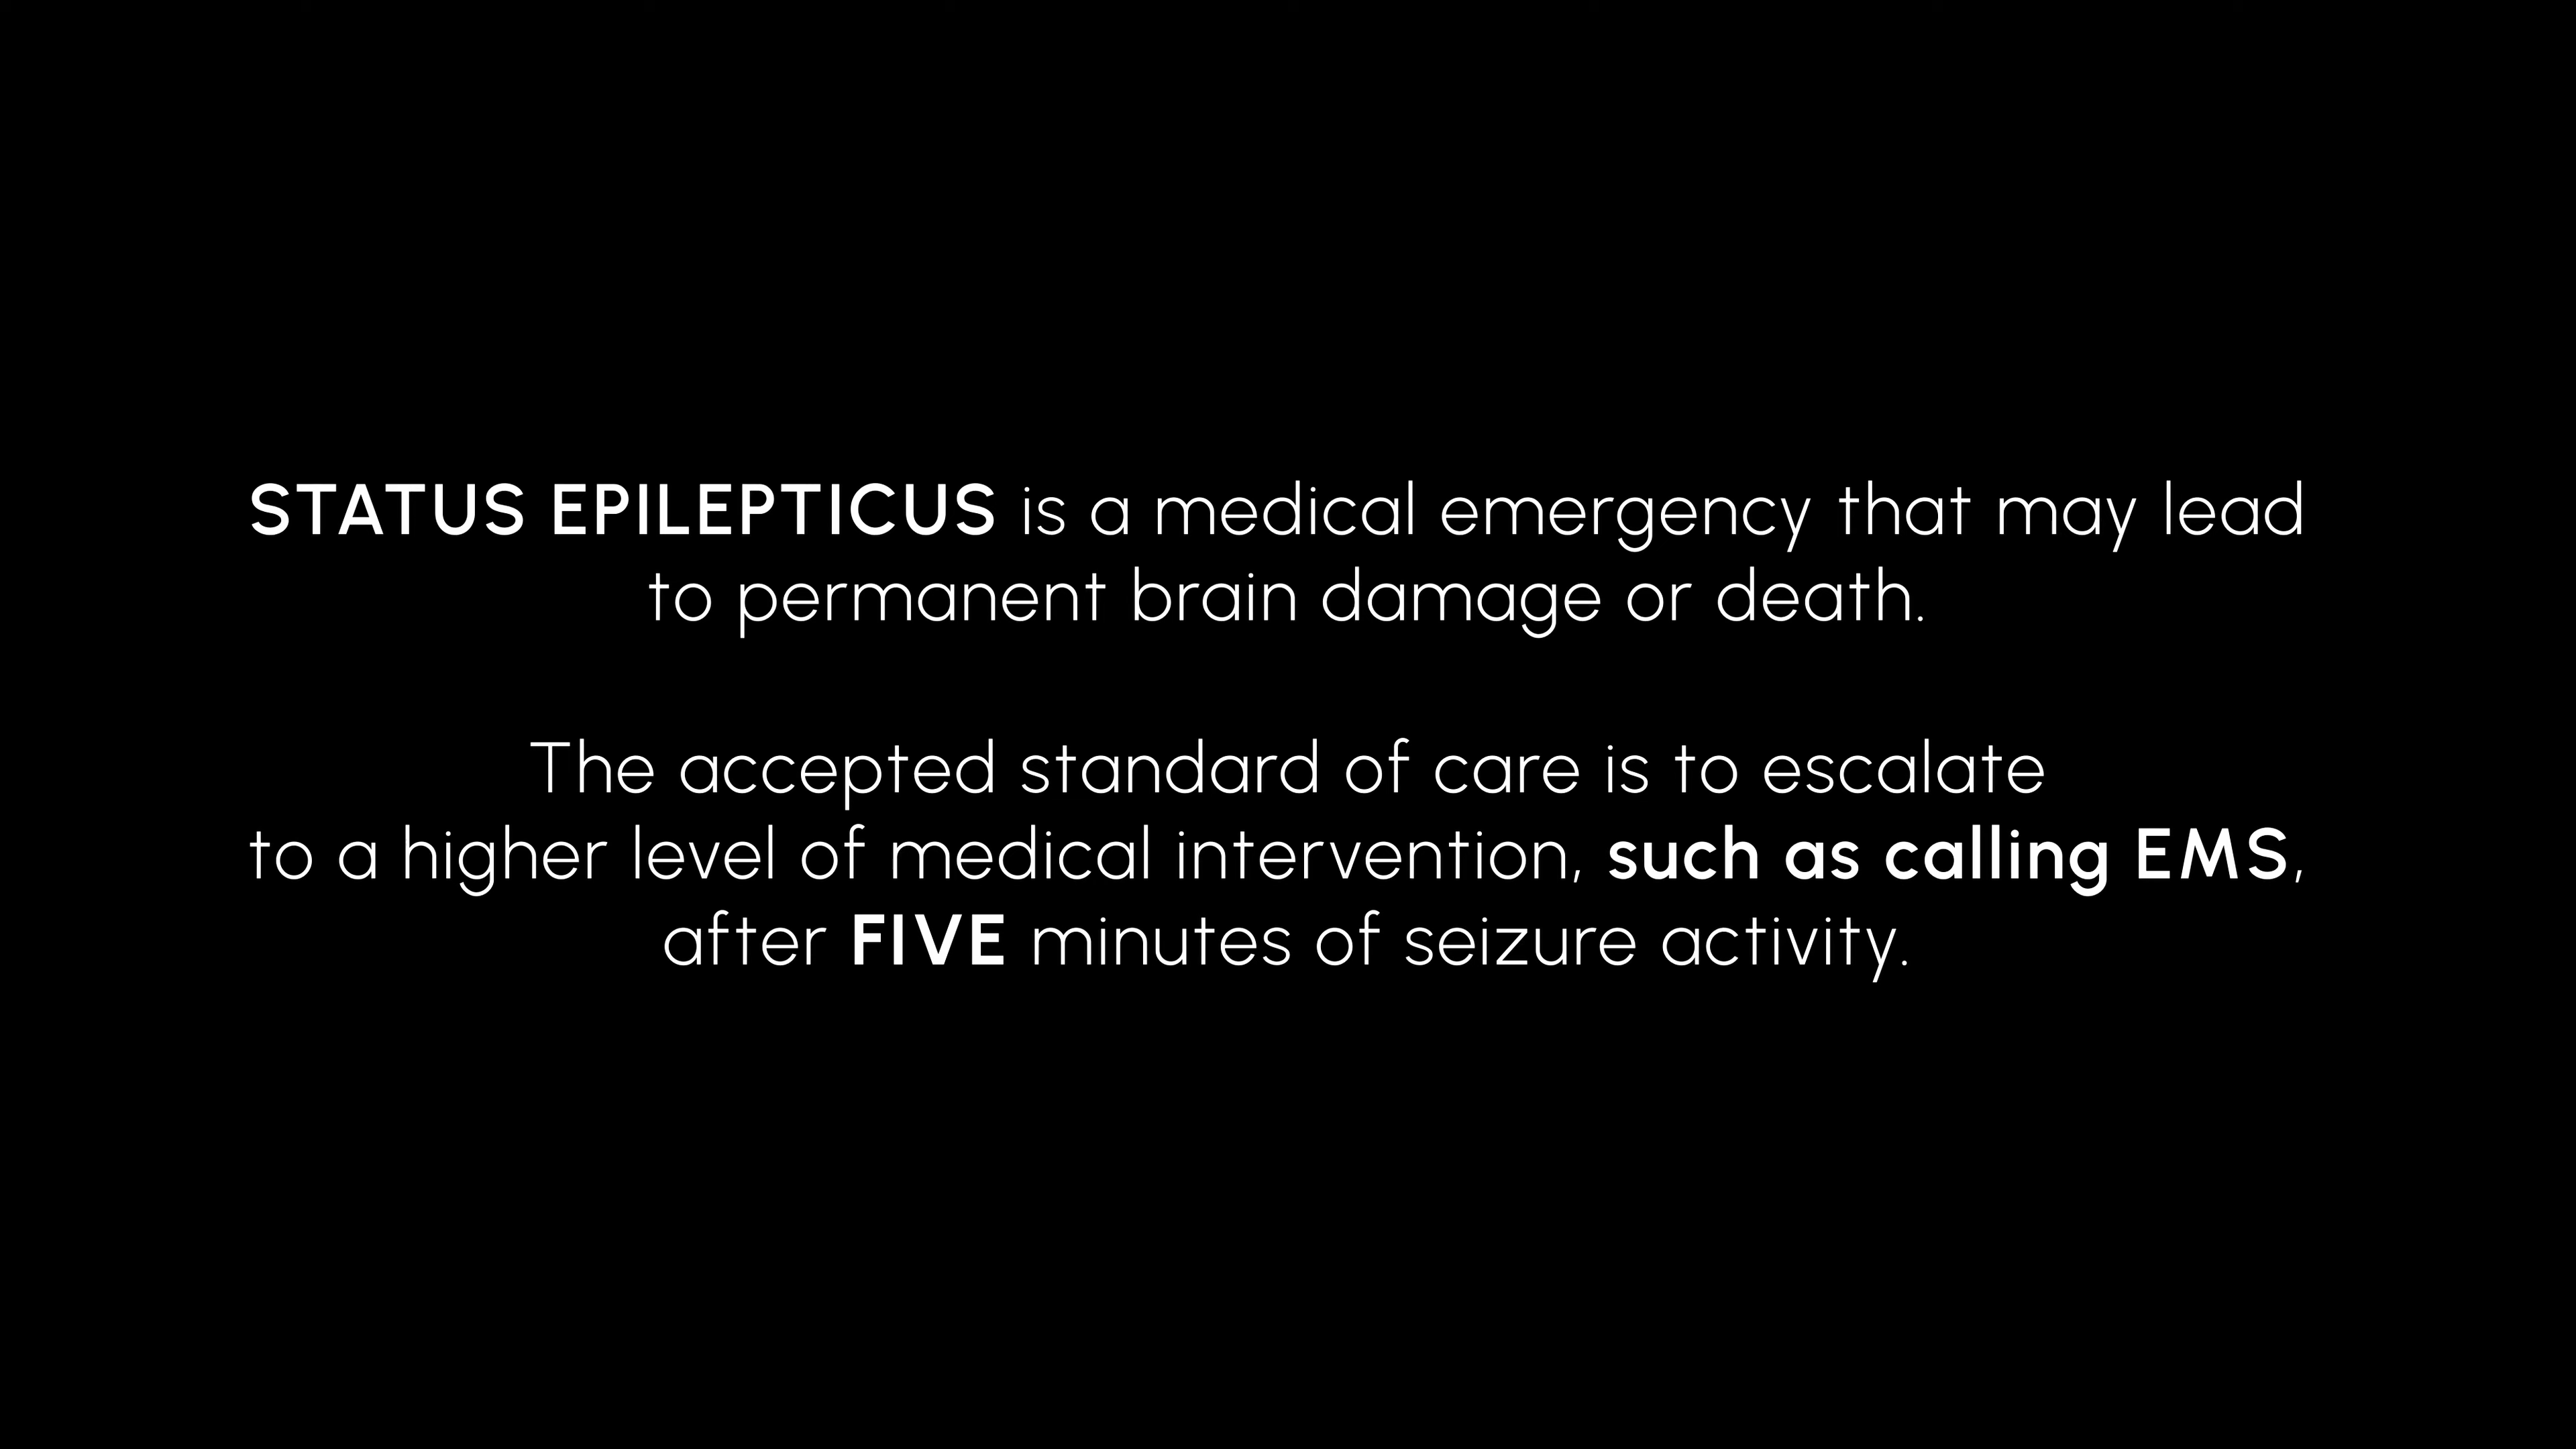 STATUS EPILEPTICUS is a medical emergency that may lead
to permanent brain damage or death.
The accepted standard of care is to escalate
to a higher level of medical intervention, such as calling EMS,
after FIVE minutes of seizure activity.